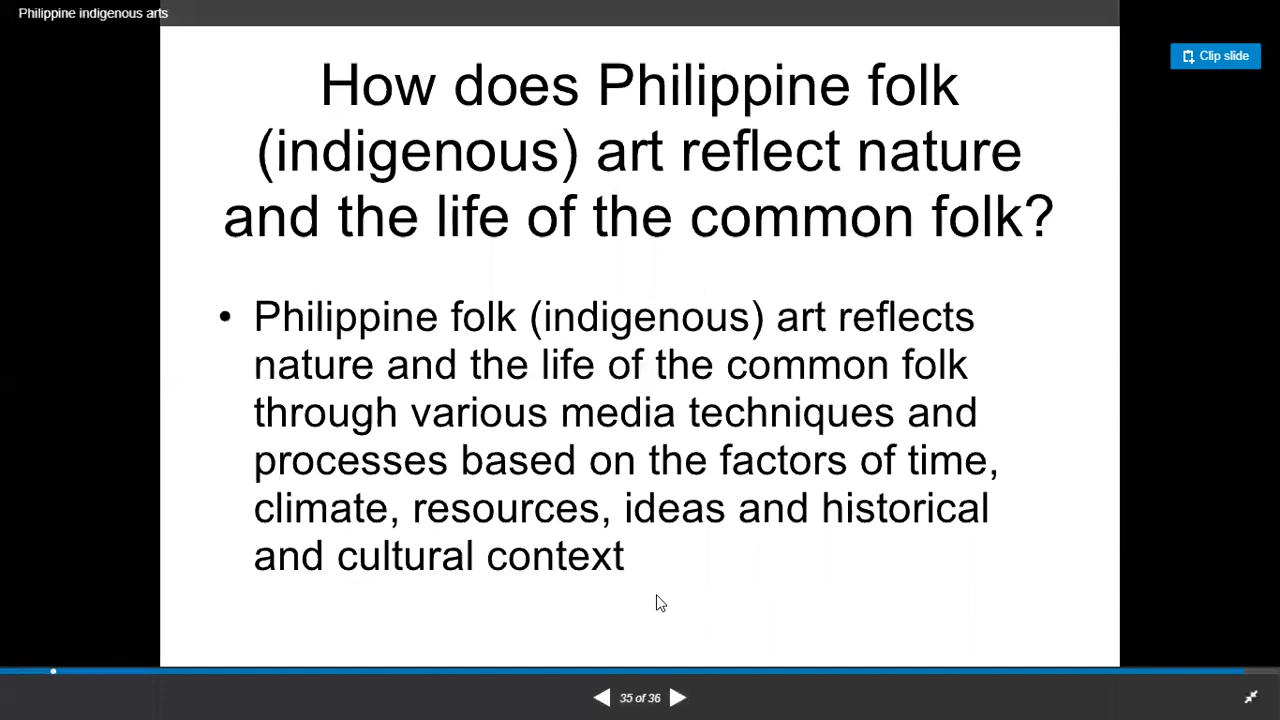 Philippine indigenous arts
Clip slide
How does Philippine folk
(indigenous) art reflect nature
and the life of the common folk?
• Philippine folk (indigenous) art reflects
nature and the life of the common folk
through various media techniques and
processes based on the factors of time,
climate, resources, ideas and historical
and cultural context
35 of 36